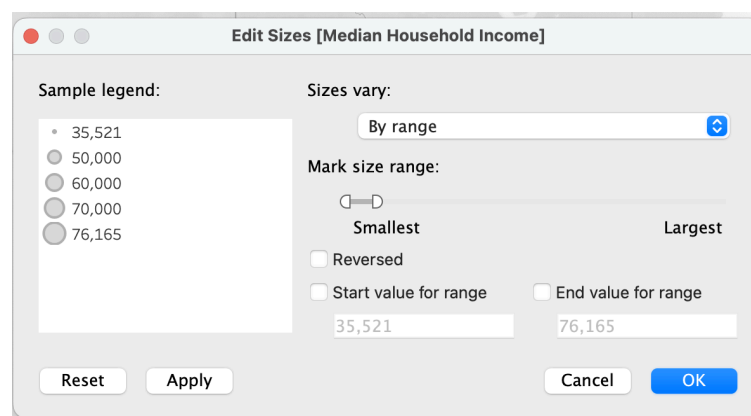 Edit Sizes [Median Household Income]
Sample legend:
35,521
50,000
60,000
70,000
76,165
Sizes vary:
By range
Mark size range:
Smallest Largest
Reversed
Start value for range End value for range
35,521 76,165
Reset Apply Cancel OK